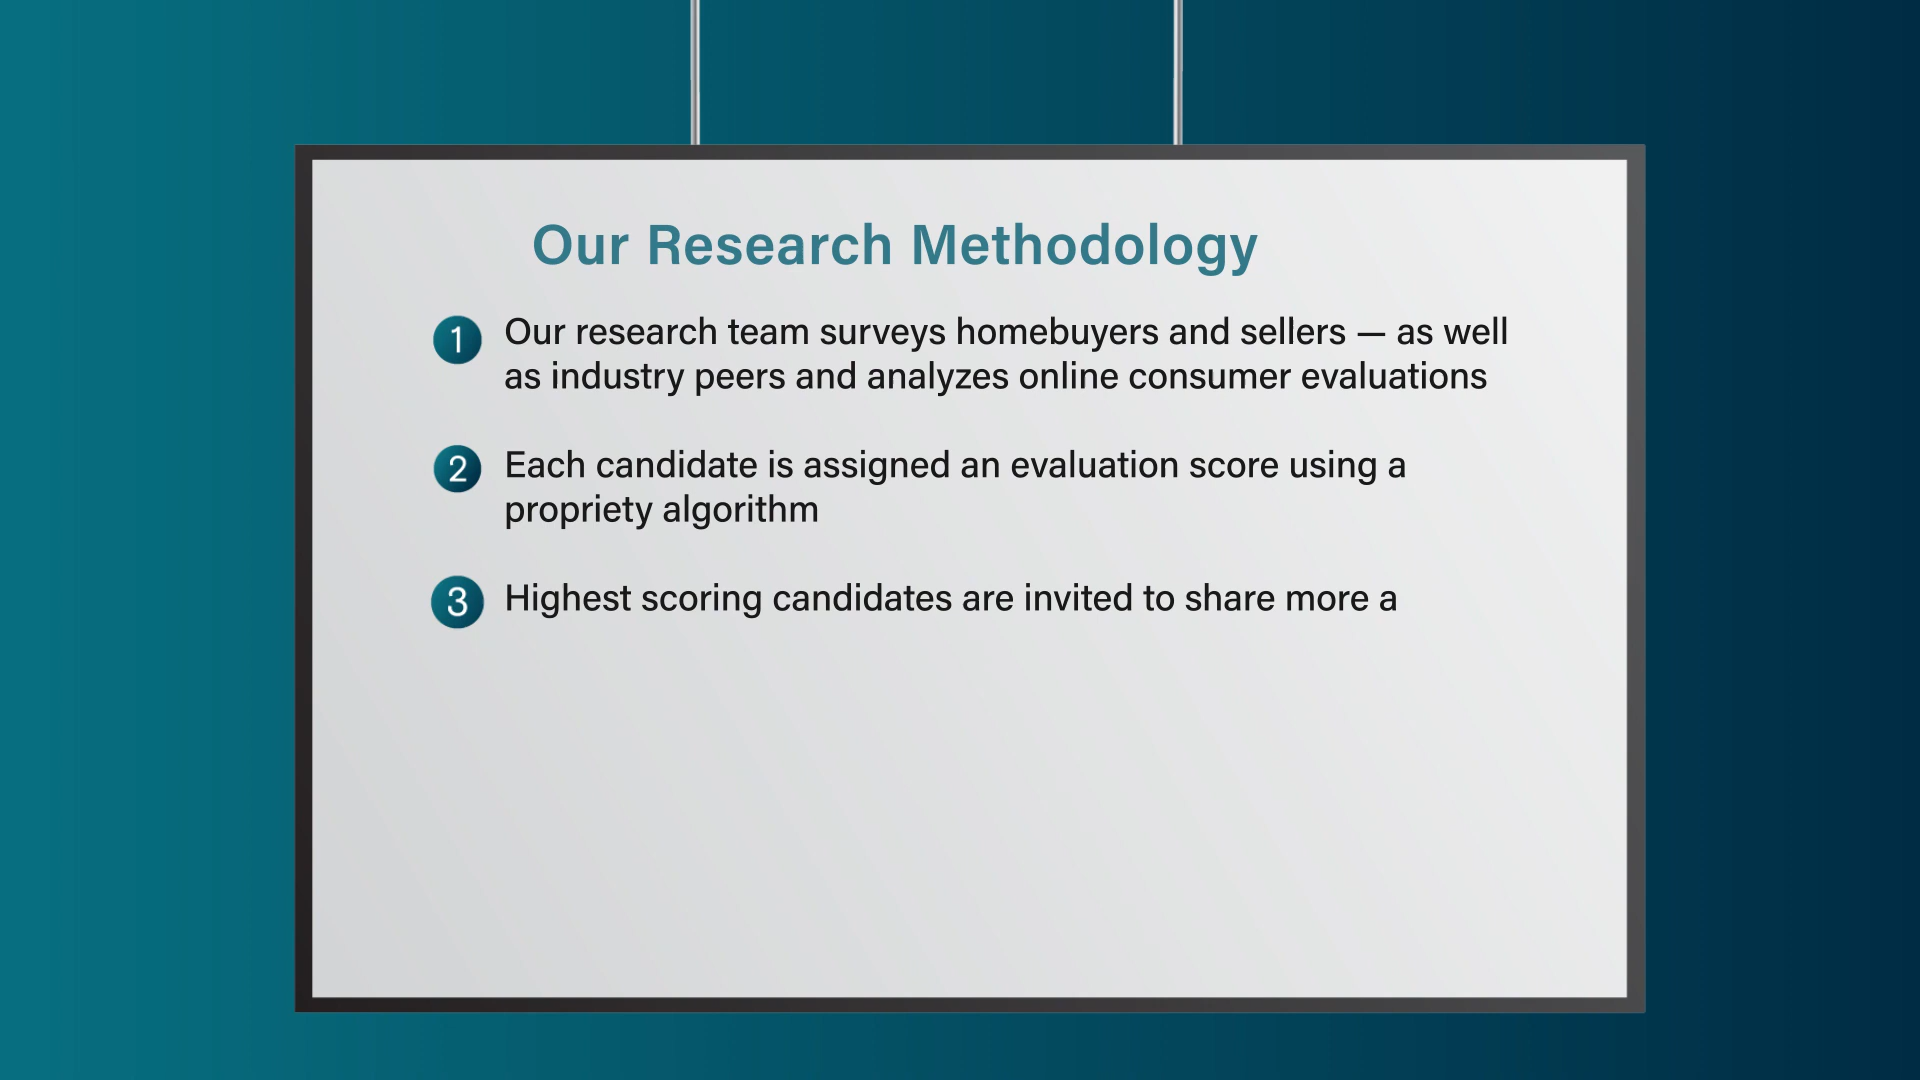 Our Research Methodology
1 Our research team surveys homebuyers and sellers — as well
as industry peers and analyzes online consumer evaluations
2 Each candidate is assigned an evaluation score using a
propriety algorithm
3 Highest scoring candidates are invited to share more a